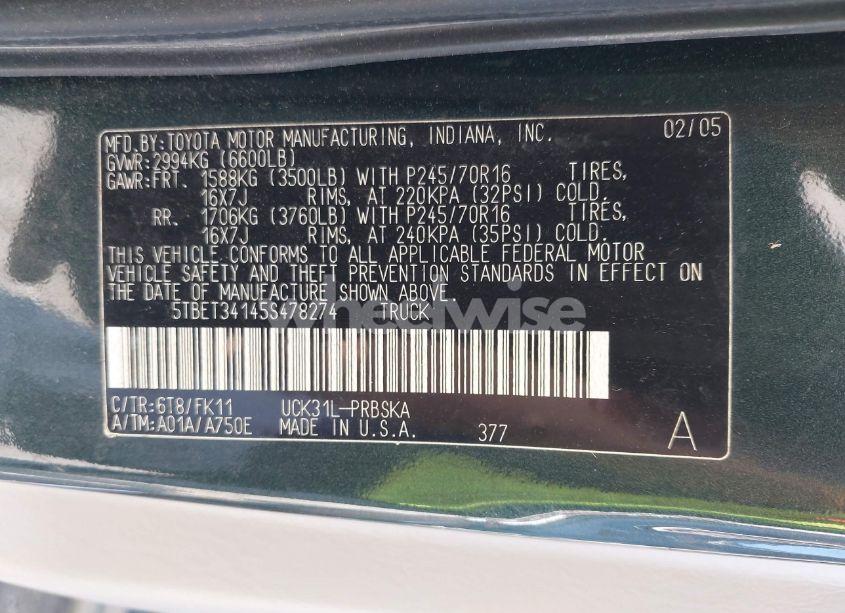 MFD.BY:TOYOTA MOTOR MANUFACTURING, INDIANA, INC. 02/05
GVWR:2994KG (6600LB)
GAWR:FRT. 1588KG (3500LB) WITH P245/70R16 TIRES,
16X7J RIMS, AT 220KPA (32PSI) COLD.
RR. 1706KG (3760LB) WITH P245/70R16 TIRES,
16X7J RIMS, AT 240KPA (35PSI) COLD.
THIS VEHICLE CONFORMS TO ALL APPLICABLE FEDERAL MOTOR
VEHICLE SAFETY AND THEFT PREVENTION STANDARDS IN EFFECT ON
THE DATE OF MANUFACTURE SHOWN ABOVE.
5TBET34145S478274 TRUCK
wheelwise
C/TR:6T8/FK11 UCK31L-PRBSKA
A/TM:A01A/A750E MADE IN U.S.A. 377 A